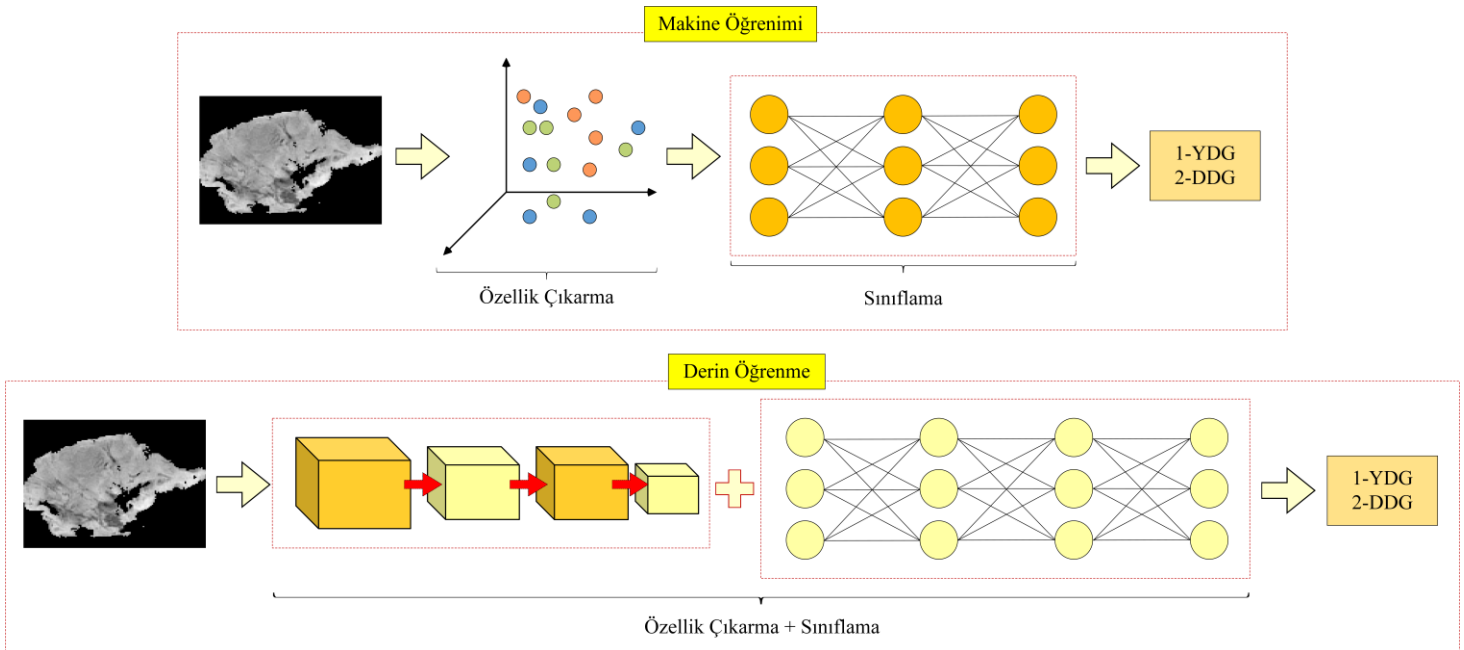 Makine Öğrenimi
1-YDG
2-DDG
Özellik Çıkarma
Sınıflama
Derin Öğrenme
1-YDG
2-DDG
Özellik Çıkarma + Sınıflama